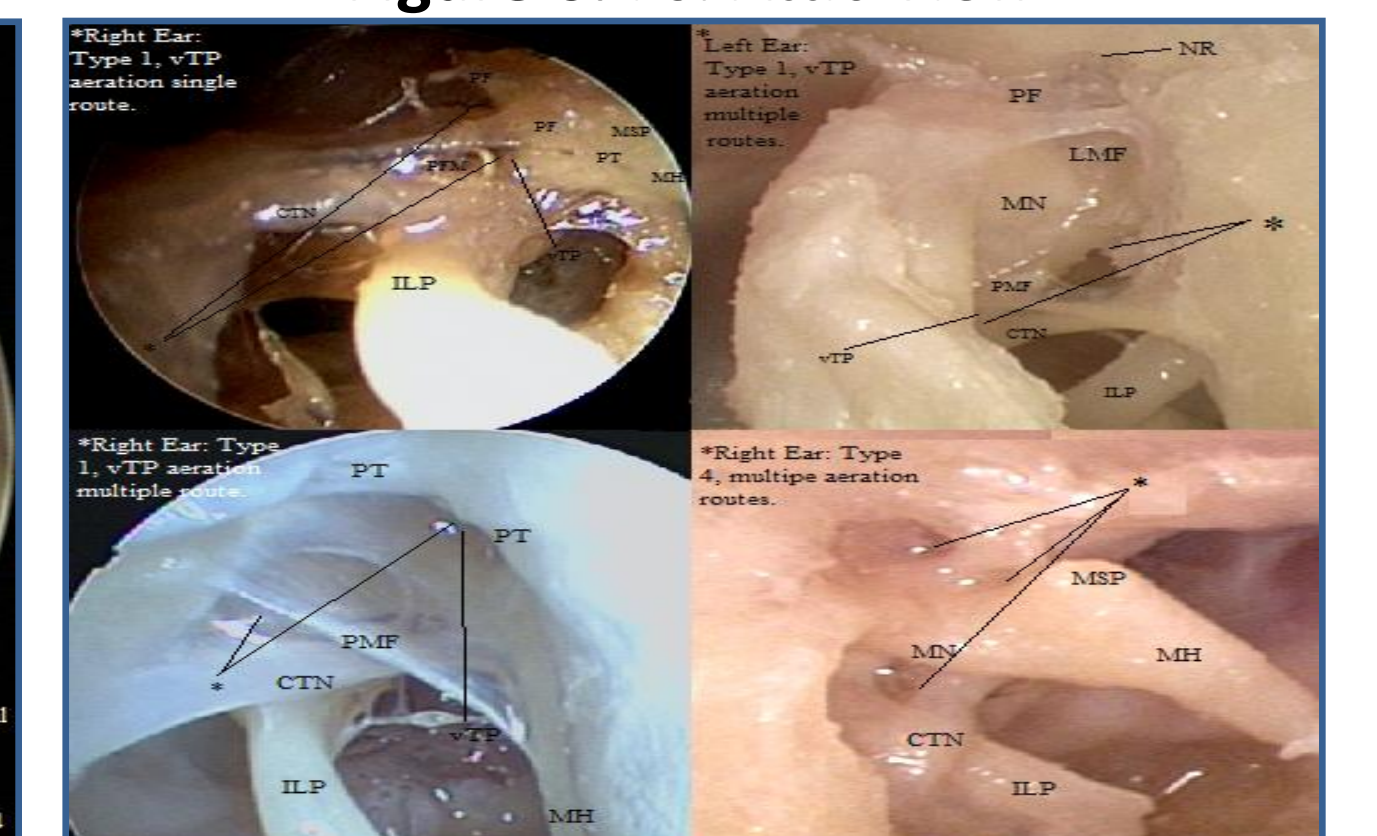 *Right Ear:
Type 1, vTP
aeration single
route.
PF
PF
MSP
PFM
PT
MH
CTN
vTP
ILP
*
*
Left Ear:
Type 1, vTP
aeration
multiple
routes.
NR
PF
LMF
MN
*
PMF
CTN
vTP
ILP
*Right Ear: Type
1, vTP aeration
multiple route.
PT
PT
PMF
CTN
*
vTP
ILP
MH
*Right Ear: Type
4, multipe aeration
routes.
*
MSP
MN
MH
CTN
ILP